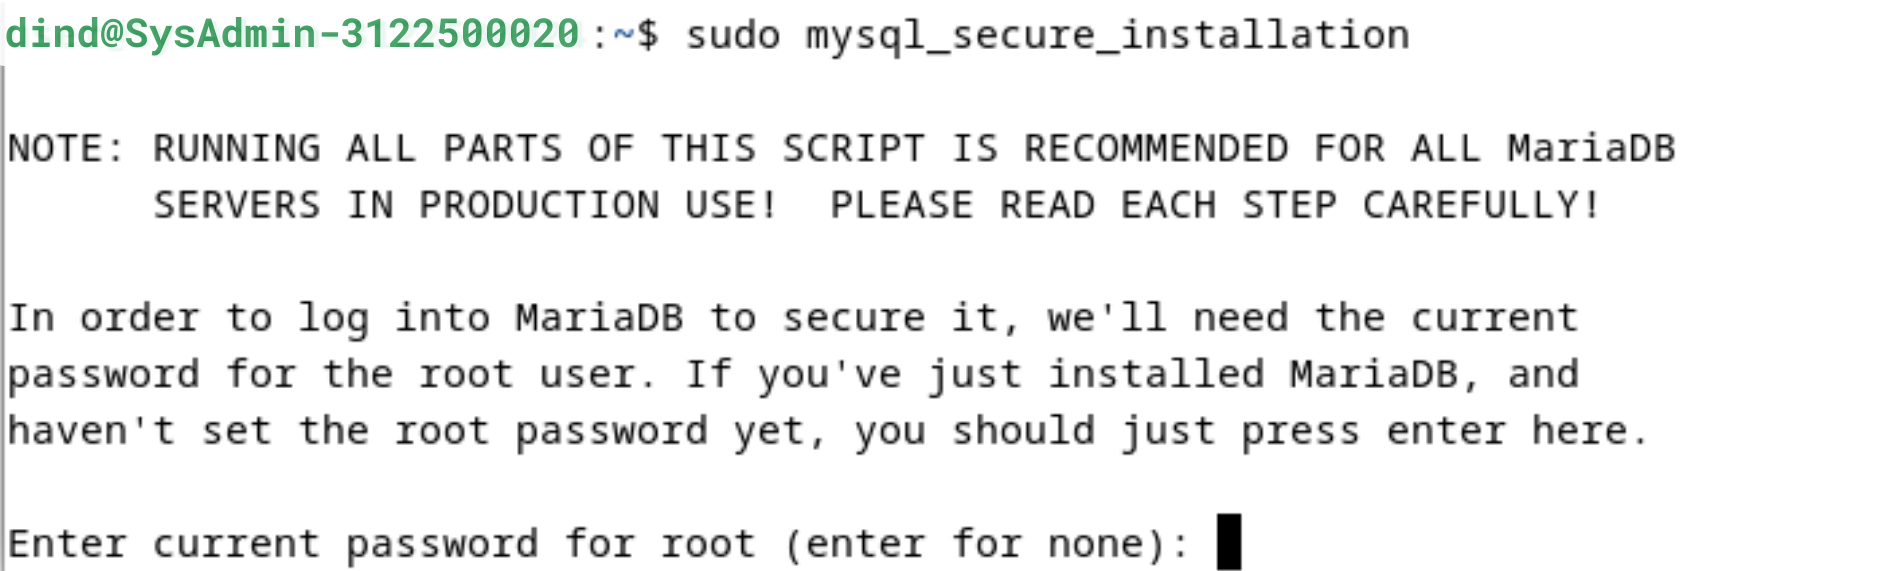 dind@SysAdmin-3122500020:~$ sudo mysql_secure_installation
NOTE: RUNNING ALL PARTS OF THIS SCRIPT IS RECOMMENDED FOR ALL MariaDB
SERVERS IN PRODUCTION USE!  PLEASE READ EACH STEP CAREFULLY!
In order to log into MariaDB to secure it, we'll need the current
password for the root user. If you've just installed MariaDB, and
haven't set the root password yet, you should just press enter here.
Enter current password for root (enter for none):